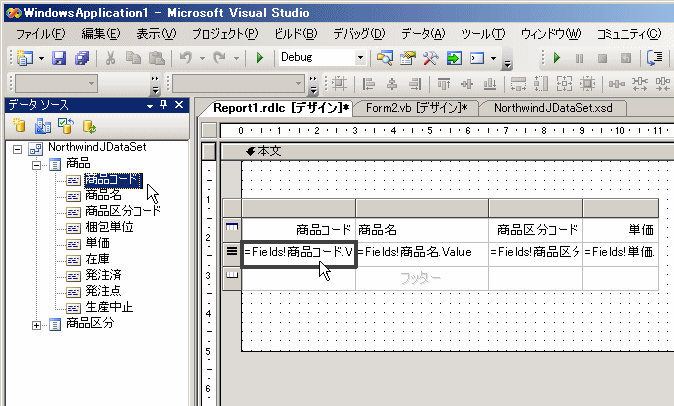 WindowsApplication1 - Microsoft Visual Studio
ファイル(F) 編集(E) 表示(V) プロジェクト(P) ビルド(B) デバッグ(D) データ(A) ツール(T) ウィンドウ(W) コミュニティ(C)
Debug
データ ソース
Report1.rdlc [デザイン]* Form2.vb [デザイン]* NorthwindJDataSet.xsd
0 1 2 3 4 5 6 7 8 9 10 11
NorthwindJDataSet
商品
商品コード
商品名
商品区分コード
梱包単位
単価
在庫
発注済
発注点
生産中止
商品区分
本文
1
2
3
4
5
6
商品コード 商品名 商品区分コード 単価
=Fields!商品コード.V =Fields!商品名.Value =Fields!商品区分 =Fields!単価.
フッター